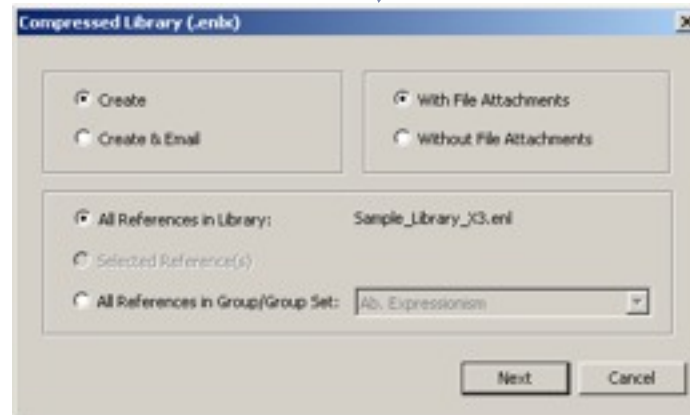 Compressed Library (.enlx)
Create
With File Attachments
Create & Email
Without File Attachments
All References in Library: Sample_Library_X3.enl
Selected Reference(s)
All References in Group/Group Set: Ab. Expressionism
Next Cancel